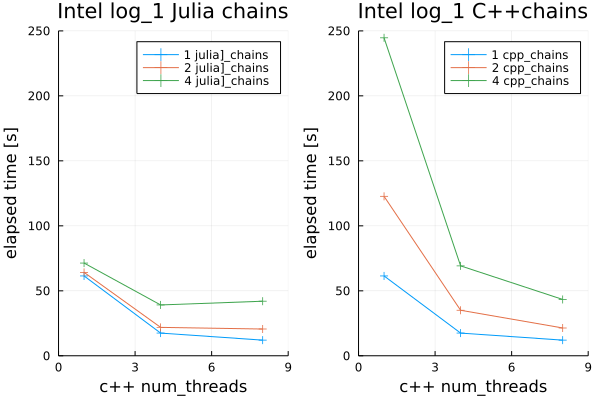 Intel log_1 Julia chains
250
200
150
100
50
0
0 3 6 9
elapsed time [s]
c++ num_threads
1 julia]_chains
2 julia]_chains
4 julia]_chains
Intel log_1 C++chains
250
200
150
100
50
0
0 3 6 9
elapsed time [s]
c++ num_threads
1 cpp_chains
2 cpp_chains
4 cpp_chains